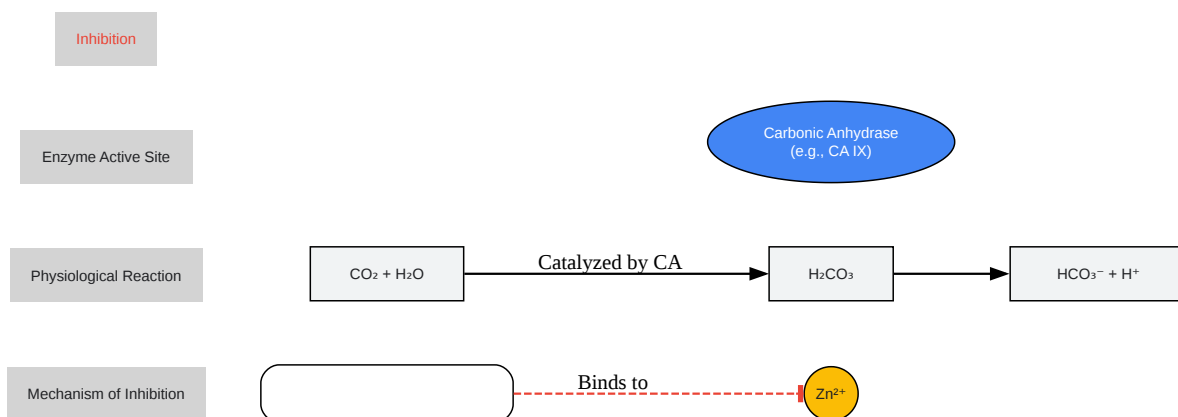 Inhibition
Carbonic Anhydrase
(e.g., CA IX)
Enzyme Active Site
Physiological Reaction
CO₂ + H₂O
Catalyzed by CA
H₂CO₃
HCO₃⁻ + H⁺
Mechanism of Inhibition
Binds to
Zn²⁺